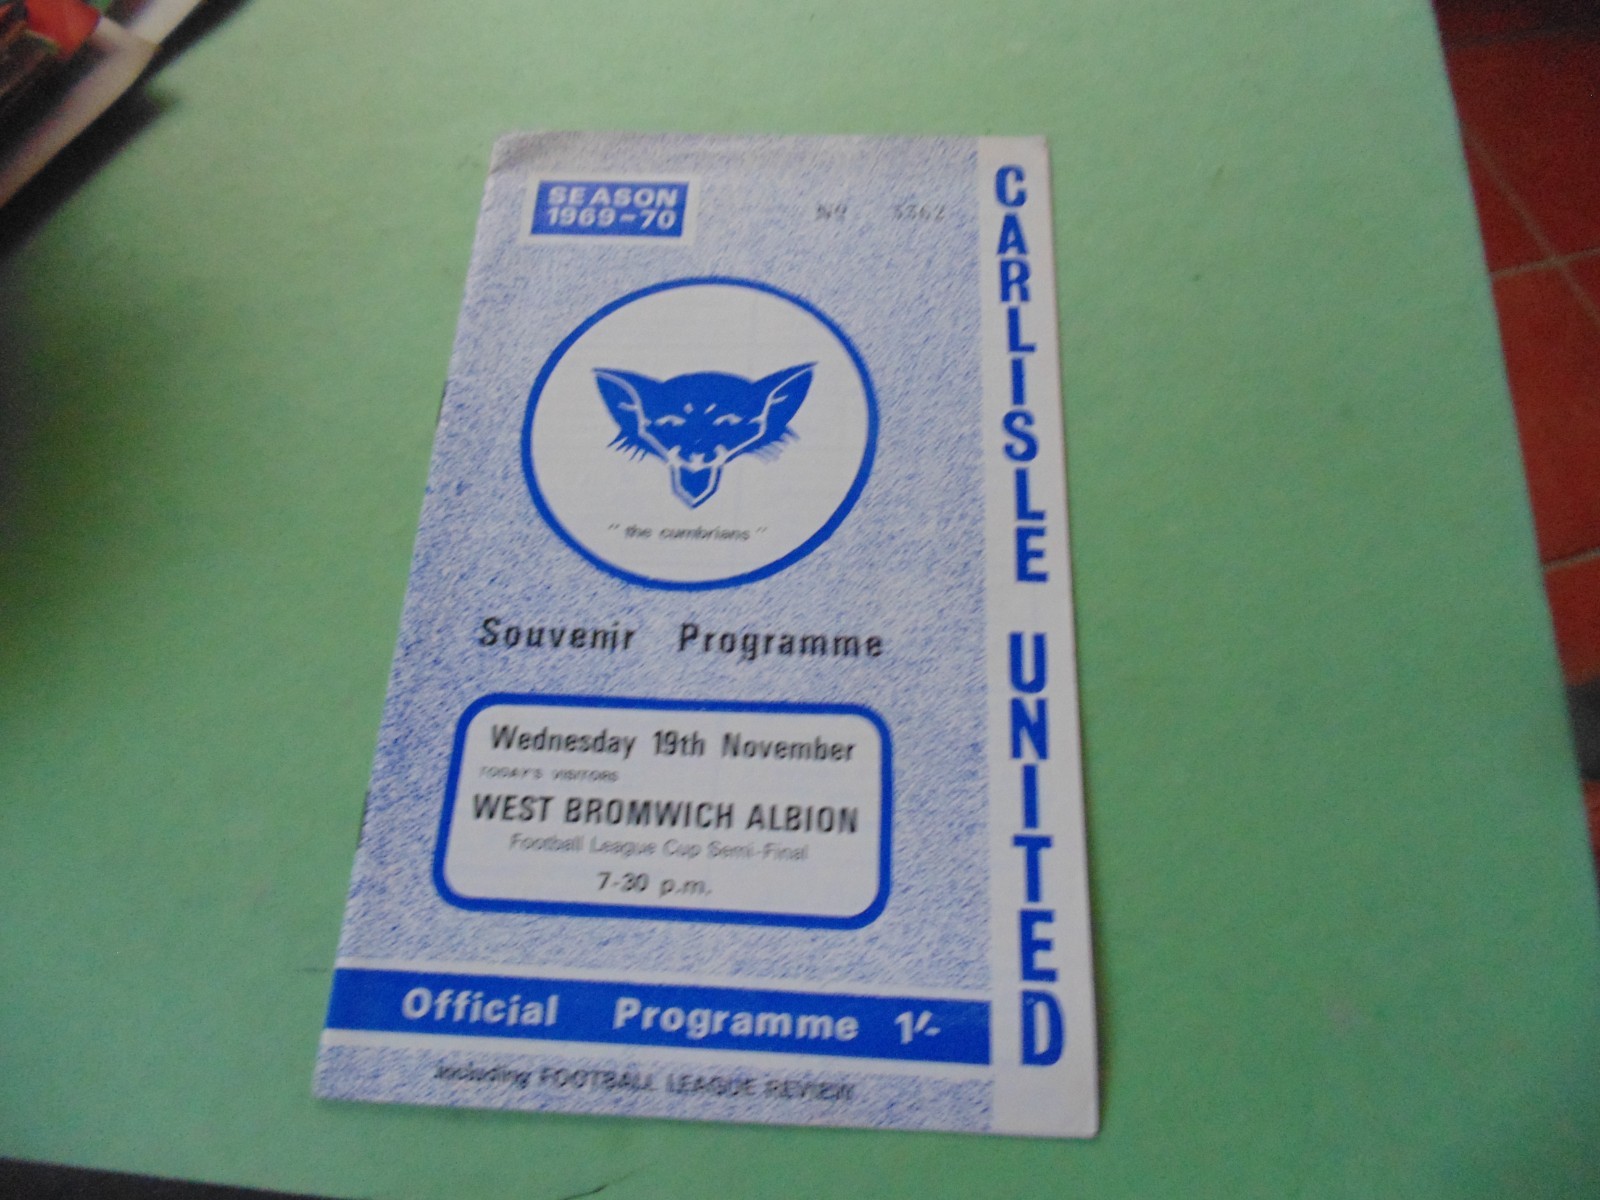 SEASON
1969-70
Nº 3362
" the cumbrians "
Souvenir Programme
Wednesday 19th November
TODAY'S VISITORS
WEST BROMWICH ALBION
Football League Cup Semi-Final
7-30 p.m.
Official Programme 1/-
including FOOTBALL LEAGUE REVIEW
CARLISLE UNITED